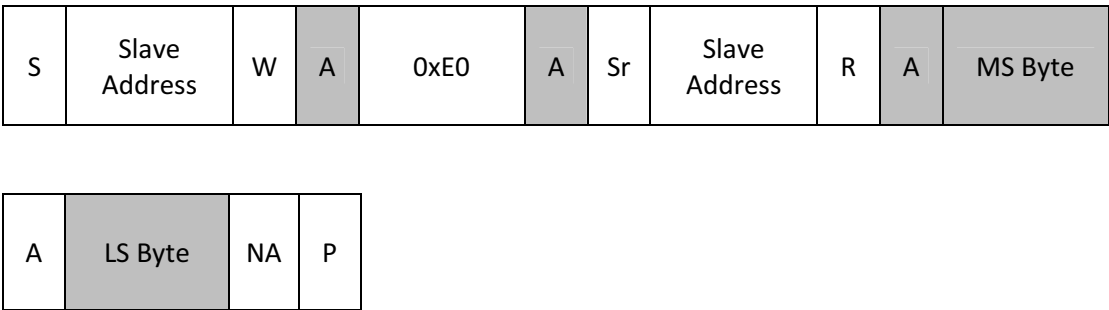 S Slave Address W A 0xE0 A Sr Slave Address R A MS Byte
A LS Byte NA P